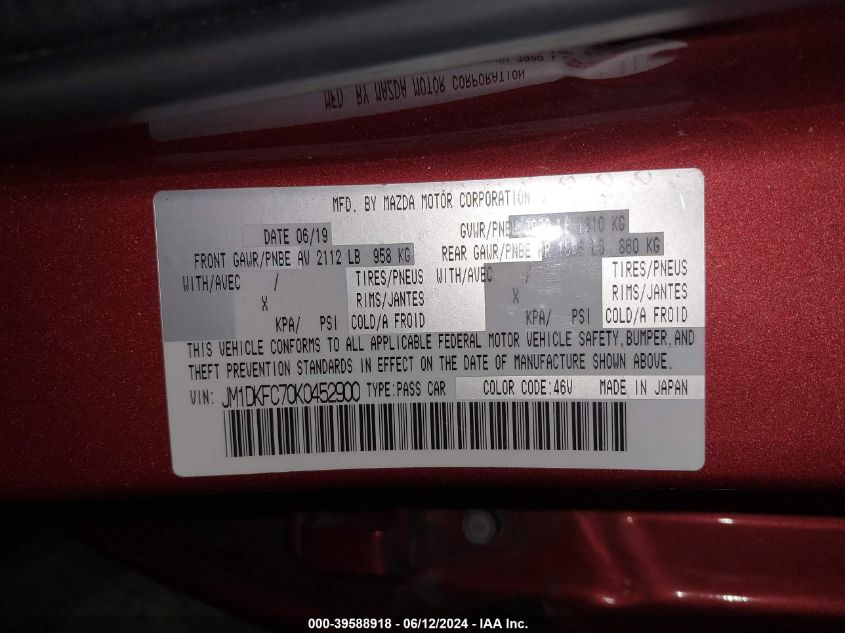 MFD. BY MAZDA MOTOR CORPORATION
MFD. BY MAZDA MOTOR CORPORATION
DATE 06/19 GVWR/PNBE LB 1810 KG
FRONT GAWR/PNBE AV 2112 LB 958 KG REAR GAWR/PNBE LB 860 KG
WITH/AVEC / TIRES/PNEUS WITH/AVEC / TIRES/PNEUS
X RIMS/JANTES X RIMS/JANTES
KPA/ PSI COLD/A FROID KPA/ PSI COLD/A FROID
THIS VEHICLE CONFORMS TO ALL APPLICABLE FEDERAL MOTOR VEHICLE SAFETY,BUMPER,AND
THEFT PREVENTION STANDARDS IN EFFECT ON THE DATE OF MANUFACTURE SHOWN ABOVE.
VIN: JM1DKFC70K0452900 TYPE:PASS CAR COLOR CODE:46V MADE IN JAPAN
000-39588918 - 06/12/2024 - IAA Inc.